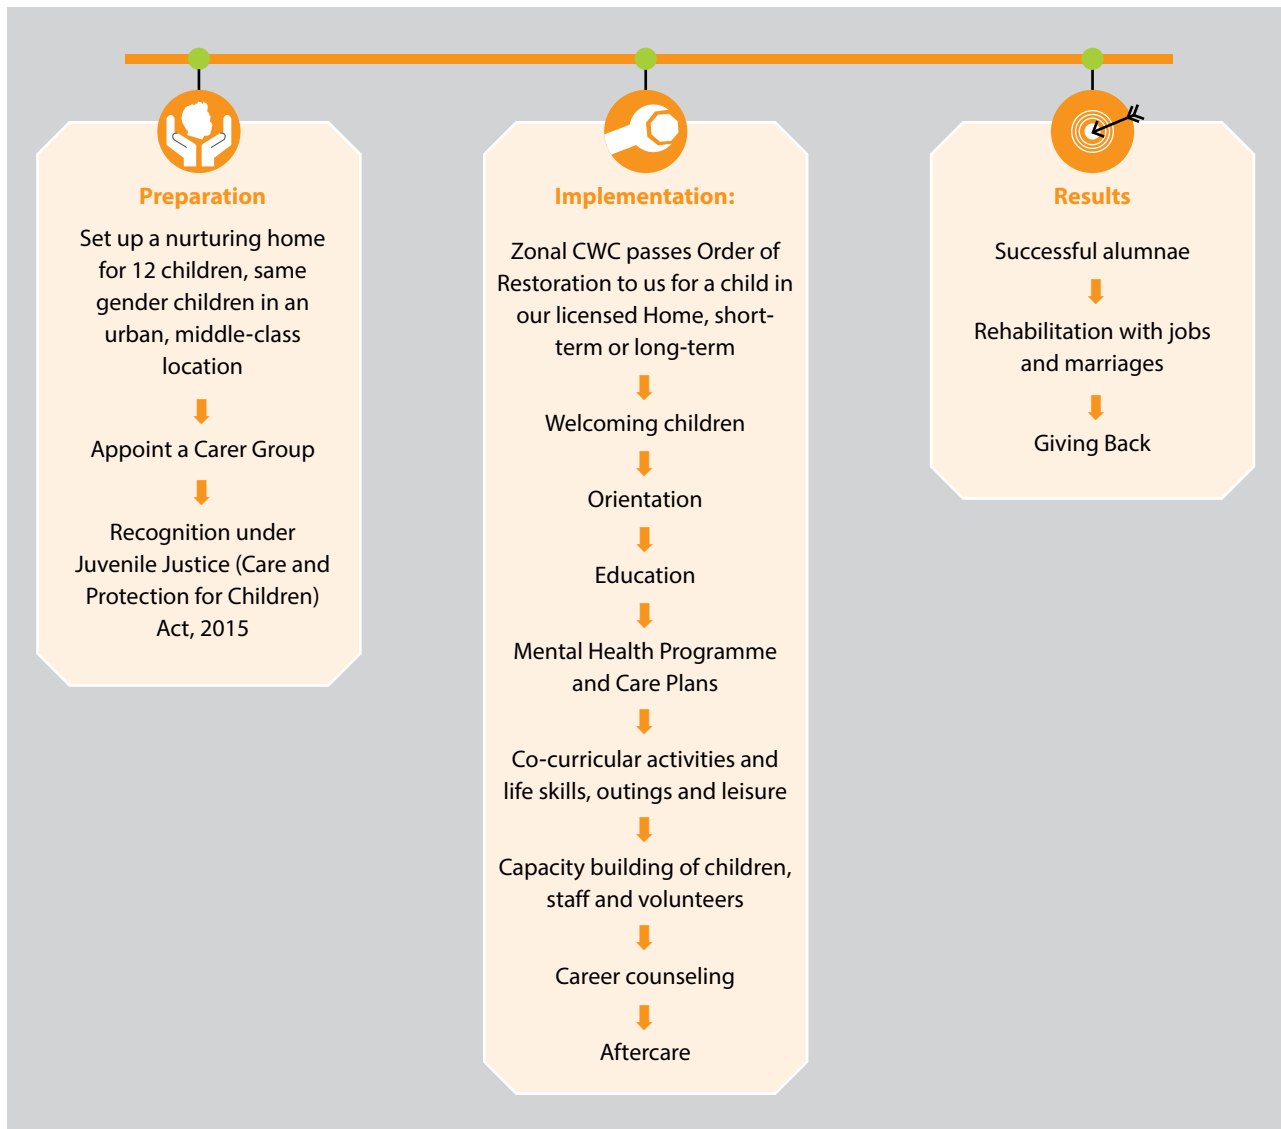 Preparation
Set up a nurturing home
for 12 children, same
gender children in an
urban, middle-class
location
Appoint a Carer Group
Recognition under
Juvenile Justice (Care and
Protection for Children)
Act, 2015
Implementation:
Zonal CWC passes Order of
Restoration to us for a child in
our licensed Home, short-
term or long-term
Welcoming children
Orientation
Education
Mental Health Programme
and Care Plans
Co-curricular activities and
life skills, outings and leisure
Capacity building of children,
staff and volunteers
Career counseling
Aftercare
Results
Successful alumnae
Rehabilitation with jobs
and marriages
Giving Back